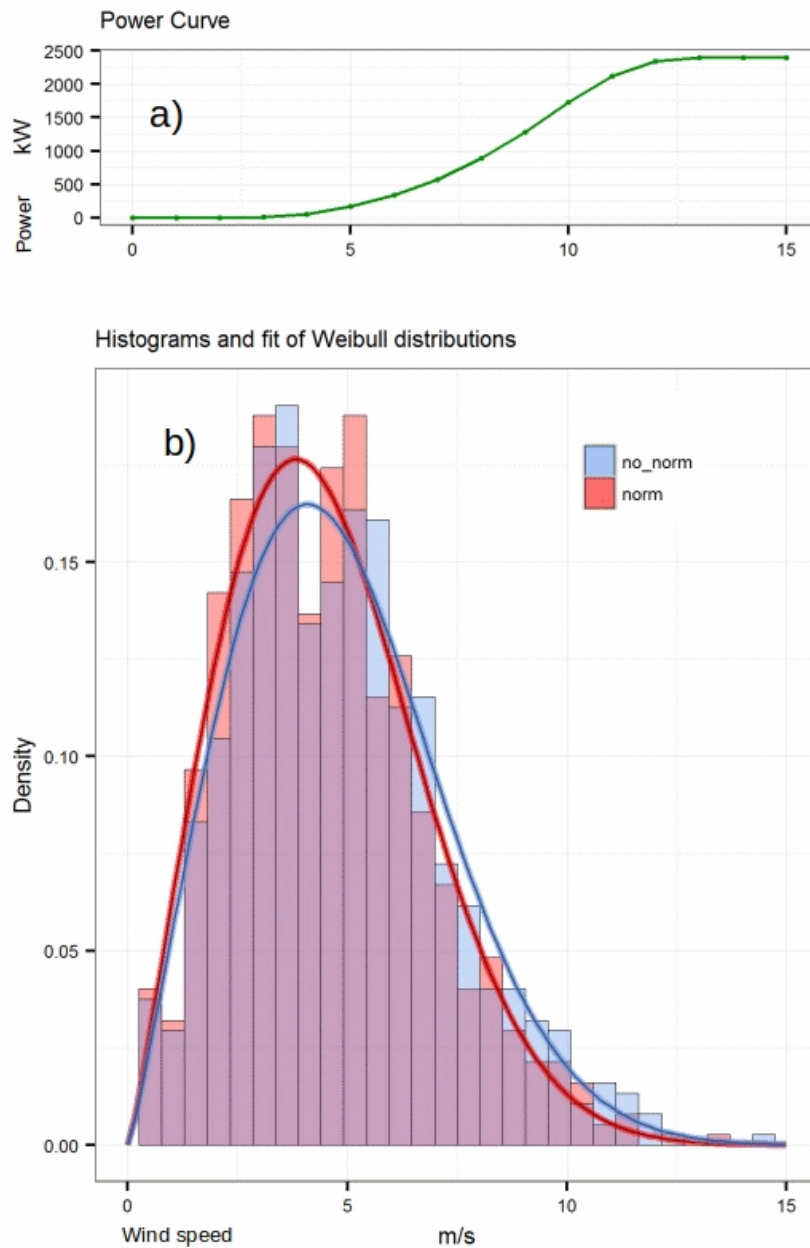 Power Curve
2500
2000
1500
1000
500
0
Power kW
a)
0 5 10 15
Histograms and fit of Weibull distributions
b)
no_norm
norm
0.15
0.10
0.05
0.00
Density
0 5 10 15
Wind speed m/s